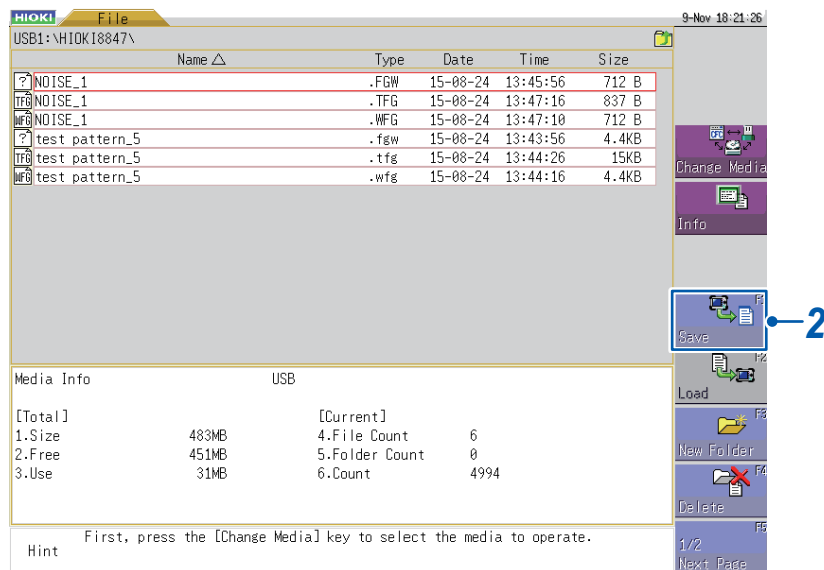 HIOKI File 9-Nov 18:21:26
USB1:\HIOKI8847\
Name △ Type Date Time Size
? NOISE_1 .FGW 15-08-24 13:45:56 712 B
TFG NOISE_1 .TFG 15-08-24 13:47:16 837 B
WFG NOISE_1 .WFG 15-08-24 13:47:10 712 B
? test pattern_5 .fgw 15-08-24 13:43:56 4.4KB
TFG test pattern_5 .tfg 15-08-24 13:44:26 15KB
WFG test pattern_5 .wfg 15-08-24 13:44:16 4.4KB
Change Media
Info
F1
Save
2
F2
Load
F3
New Folder
F4
Delete
F5
1/2
Next Page
Media Info USB
[Total] [Current]
1.Size 483MB 4.File Count 6
2.Free 451MB 5.Folder Count 0
3.Use 31MB 6.Count 4994
First, press the [Change Media] key to select the media to operate.
Hint